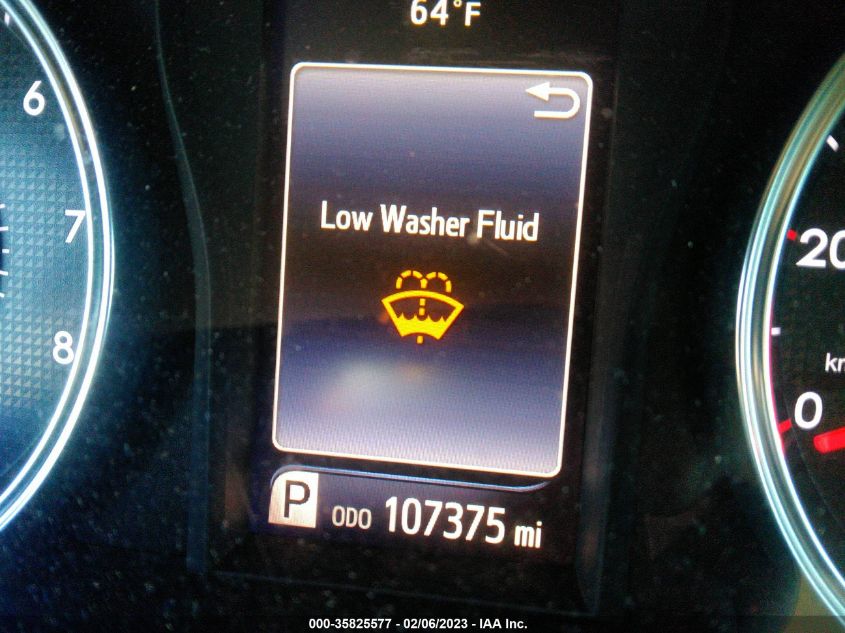 64°F
6
7
8
Low Washer Fluid
20
0
P ODO 107375 mi
000-35825577 - 02/06/2023 - IAA Inc.